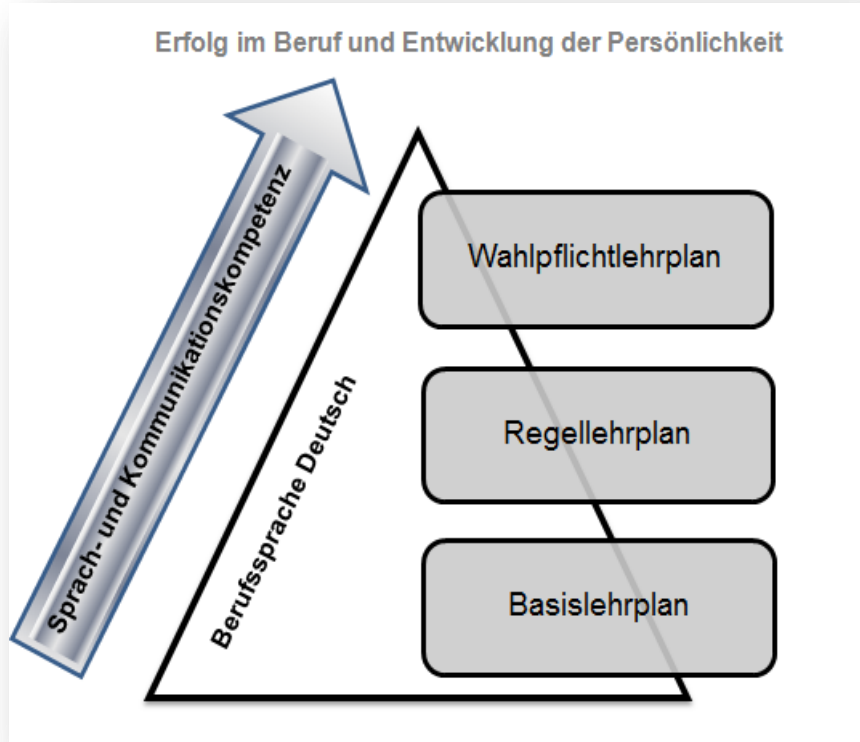 Erfolg im Beruf und Entwicklung der Persönlichkeit
Sprach- und Kommunikationskompetenz
Berufssprache Deutsch
Wahlpflichtlehrplan
Regellehrplan
Basislehrplan